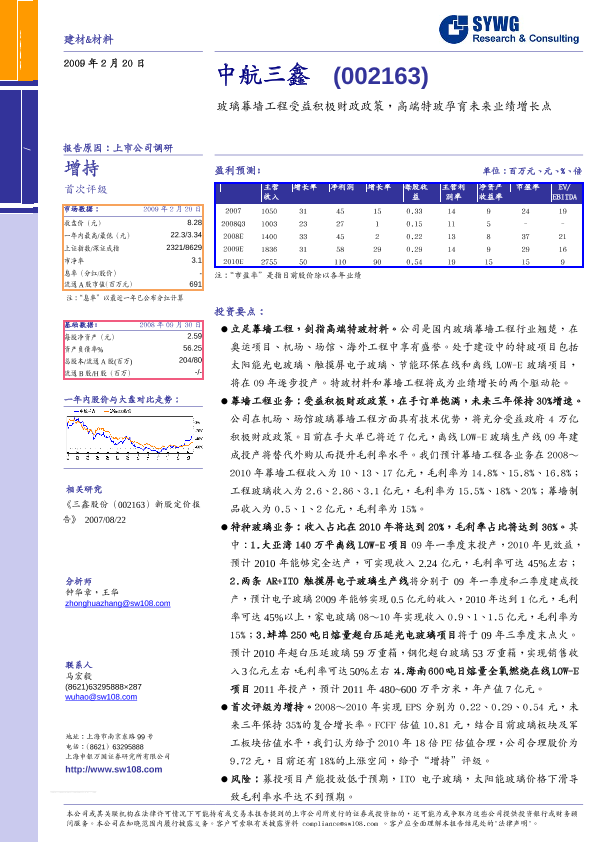 SYWG
Research & Consulting
建材&材料
2009 年 2 月 20 日
中航三鑫 (002163)
玻璃幕墙工程受益积极财政政策，高端特玻孕育未来业绩增长点
报告原因：上市公司调研
增持
首次评级
市场数据： 2009 年 2 月 20 日
收盘价（元） 8.28
一年内最高/最低（元） 22.3/3.34
上证指数/深证成指 2321/8629
市净率 3.1
息率（分红/股价） -
流通 A 股市值(百万元） 691
注：“息率”以最近一年已公布分红计算
基础数据： 2008 年 09 月 30 日
每股净资产（元） 2.59
资产负债率% 56.25
总股本/流通 A 股(百万） 204/80
流通 B 股/H 股（百万） -/-
一年内股价与大盘对比走势：
相关研究
《三鑫股份（002163）新股定价报
告》 2007/08/22
分析师
钟华章，王华
zhonghuazhang@sw108.com
联系人
马宏毅
(8621)63295888×287
wuhao@sw108.com
地址：上海市南京东路 99 号
电话：（8621）63295888
上海申银万国证券研究所有限公司
http://www.sw108.com
盈利预测： 单位：百万元、元、%、倍
主营收入 增长率 净利润 增长率 每股收益 主营利润率 净资产收益率 市盈率 EV/EBITDA
2007 1050 31 45 15 0.33 14 9 24 19
2008Q3 1003 23 27 1 0.15 11 5 - -
2008E 1400 33 45 2 0.22 13 8 37 21
2009E 1836 31 58 29 0.29 14 9 29 16
2010E 2755 50 110 90 0.54 19 15 15 9
注：“市盈率”是指目前股价除以各年业绩
投资要点：
● 立足幕墙工程，剑指高端特玻材料。公司是国内玻璃幕墙工程行业翘楚，在
奥运项目、机场、场馆、海外工程中享有盛誉。处于建设中的特玻项目包括
太阳能光电玻璃、触摸屏电子玻璃、节能环保在线和离线 LOW-E 玻璃项目，
将在 09 年逐步投产。特玻材料和幕墙工程将成为业绩增长的两个驱动轮。
● 幕墙工程业务：受益积极财政政策，在手订单饱满，未来三年保持 30%增速。
公司在机场、场馆玻璃幕墙工程方面具有技术优势，将充分受益政府 4 万亿
积极财政政策。目前在手大单已将近 7 亿元，离线 LOW-E 玻璃生产线 09 年建
成投产将替代外购从而提升毛利率水平。我们预计幕墙工程各业务在 2008～
2010 年幕墙工程收入为 10、13、17 亿元，毛利率为 14.8%、15.8%、16.8%；
工程玻璃收入为 2.6、2.86、3.1 亿元，毛利率为 15.5%、18%、20%；幕墙制
品收入为 0.5、1、2 亿元，毛利率为 15%。
● 特种玻璃业务：收入占比在 2010 年将达到 20%，毛利率占比将达到 36%。其
中：1.大亚湾 140 万平离线 LOW-E 项目 09 年一季度末投产，2010 年见效益，
预计 2010 年能够完全达产，可实现收入 2.24 亿元，毛利率可达 45%左右；
2.两条 AR+ITO 触摸屏电子玻璃生产线将分别于 09 年一季度和二季度建成投
产，预计电子玻璃 2009 年能够实现 0.5 亿元的收入，2010 年达到 1 亿元，毛利
率可达 45%以上，家电玻璃 08～10 年实现收入 0.9、1、1.5 亿元，毛利率为
15%；3.蚌埠 250 吨日熔量超白压延光电玻璃项目将于 09 年三季度末点火。
预计 2010 年超白压延玻璃 59 万重箱，钢化超白玻璃 53 万重箱，实现销售收
入 3 亿元左右，毛利率可达 50%左右；4.海南 600 吨日熔量全氧燃烧在线 LOW-E
项目 2011 年投产，预计 2011 年 480~600 万平方米，年产值 7 亿元。
● 首次评级为增持。2008～2010 年实现 EPS 分别为 0.22、0.29、0.54 元，未
来三年保持 35%的复合增长率。FCFF 估值 10.81 元，结合目前玻璃板块及军
工板块估值水平，我们认为给予 2010 年 18 倍 PE 估值合理，公司合理股价为
9.72 元，目前还有 18%的上涨空间，给予“增持”评级。
● 风险：募投项目产能投放低于预期，ITO 电子玻璃，太阳能玻璃价格下滑导
致毛利率水平达不到预期。
本公司或其关联机构在法律许可情况下可能持有或交易本报告提到的上市公司所发行的证券或投资标的，还可能为或争取为这些公司提供投资银行或财务顾
问服务。本公司在知晓范围内履行披露义务。客户可索取有关披露资料 compliance@sw108.com 。客户应全面理解本报告结尾处的“法律声明”。